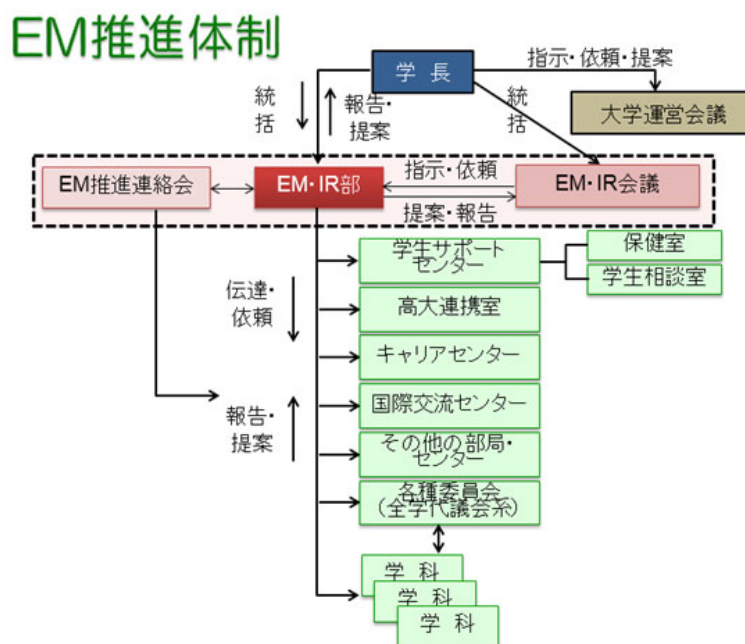 EM推進体制
学 長
指示・依頼・提案
統括
報告・提案
統括
大学運営会議
EM推進連絡会
EM・IR部
指示・依頼
提案・報告
EM・IR会議
学生サポート
センター
保健室
学生相談室
伝達・
依頼
高大連携室
キャリアセンター
国際交流センター
報告・
提案
その他の部局・
センター
各種委員会
(全学代議会系)
学 科
学 科
学 科